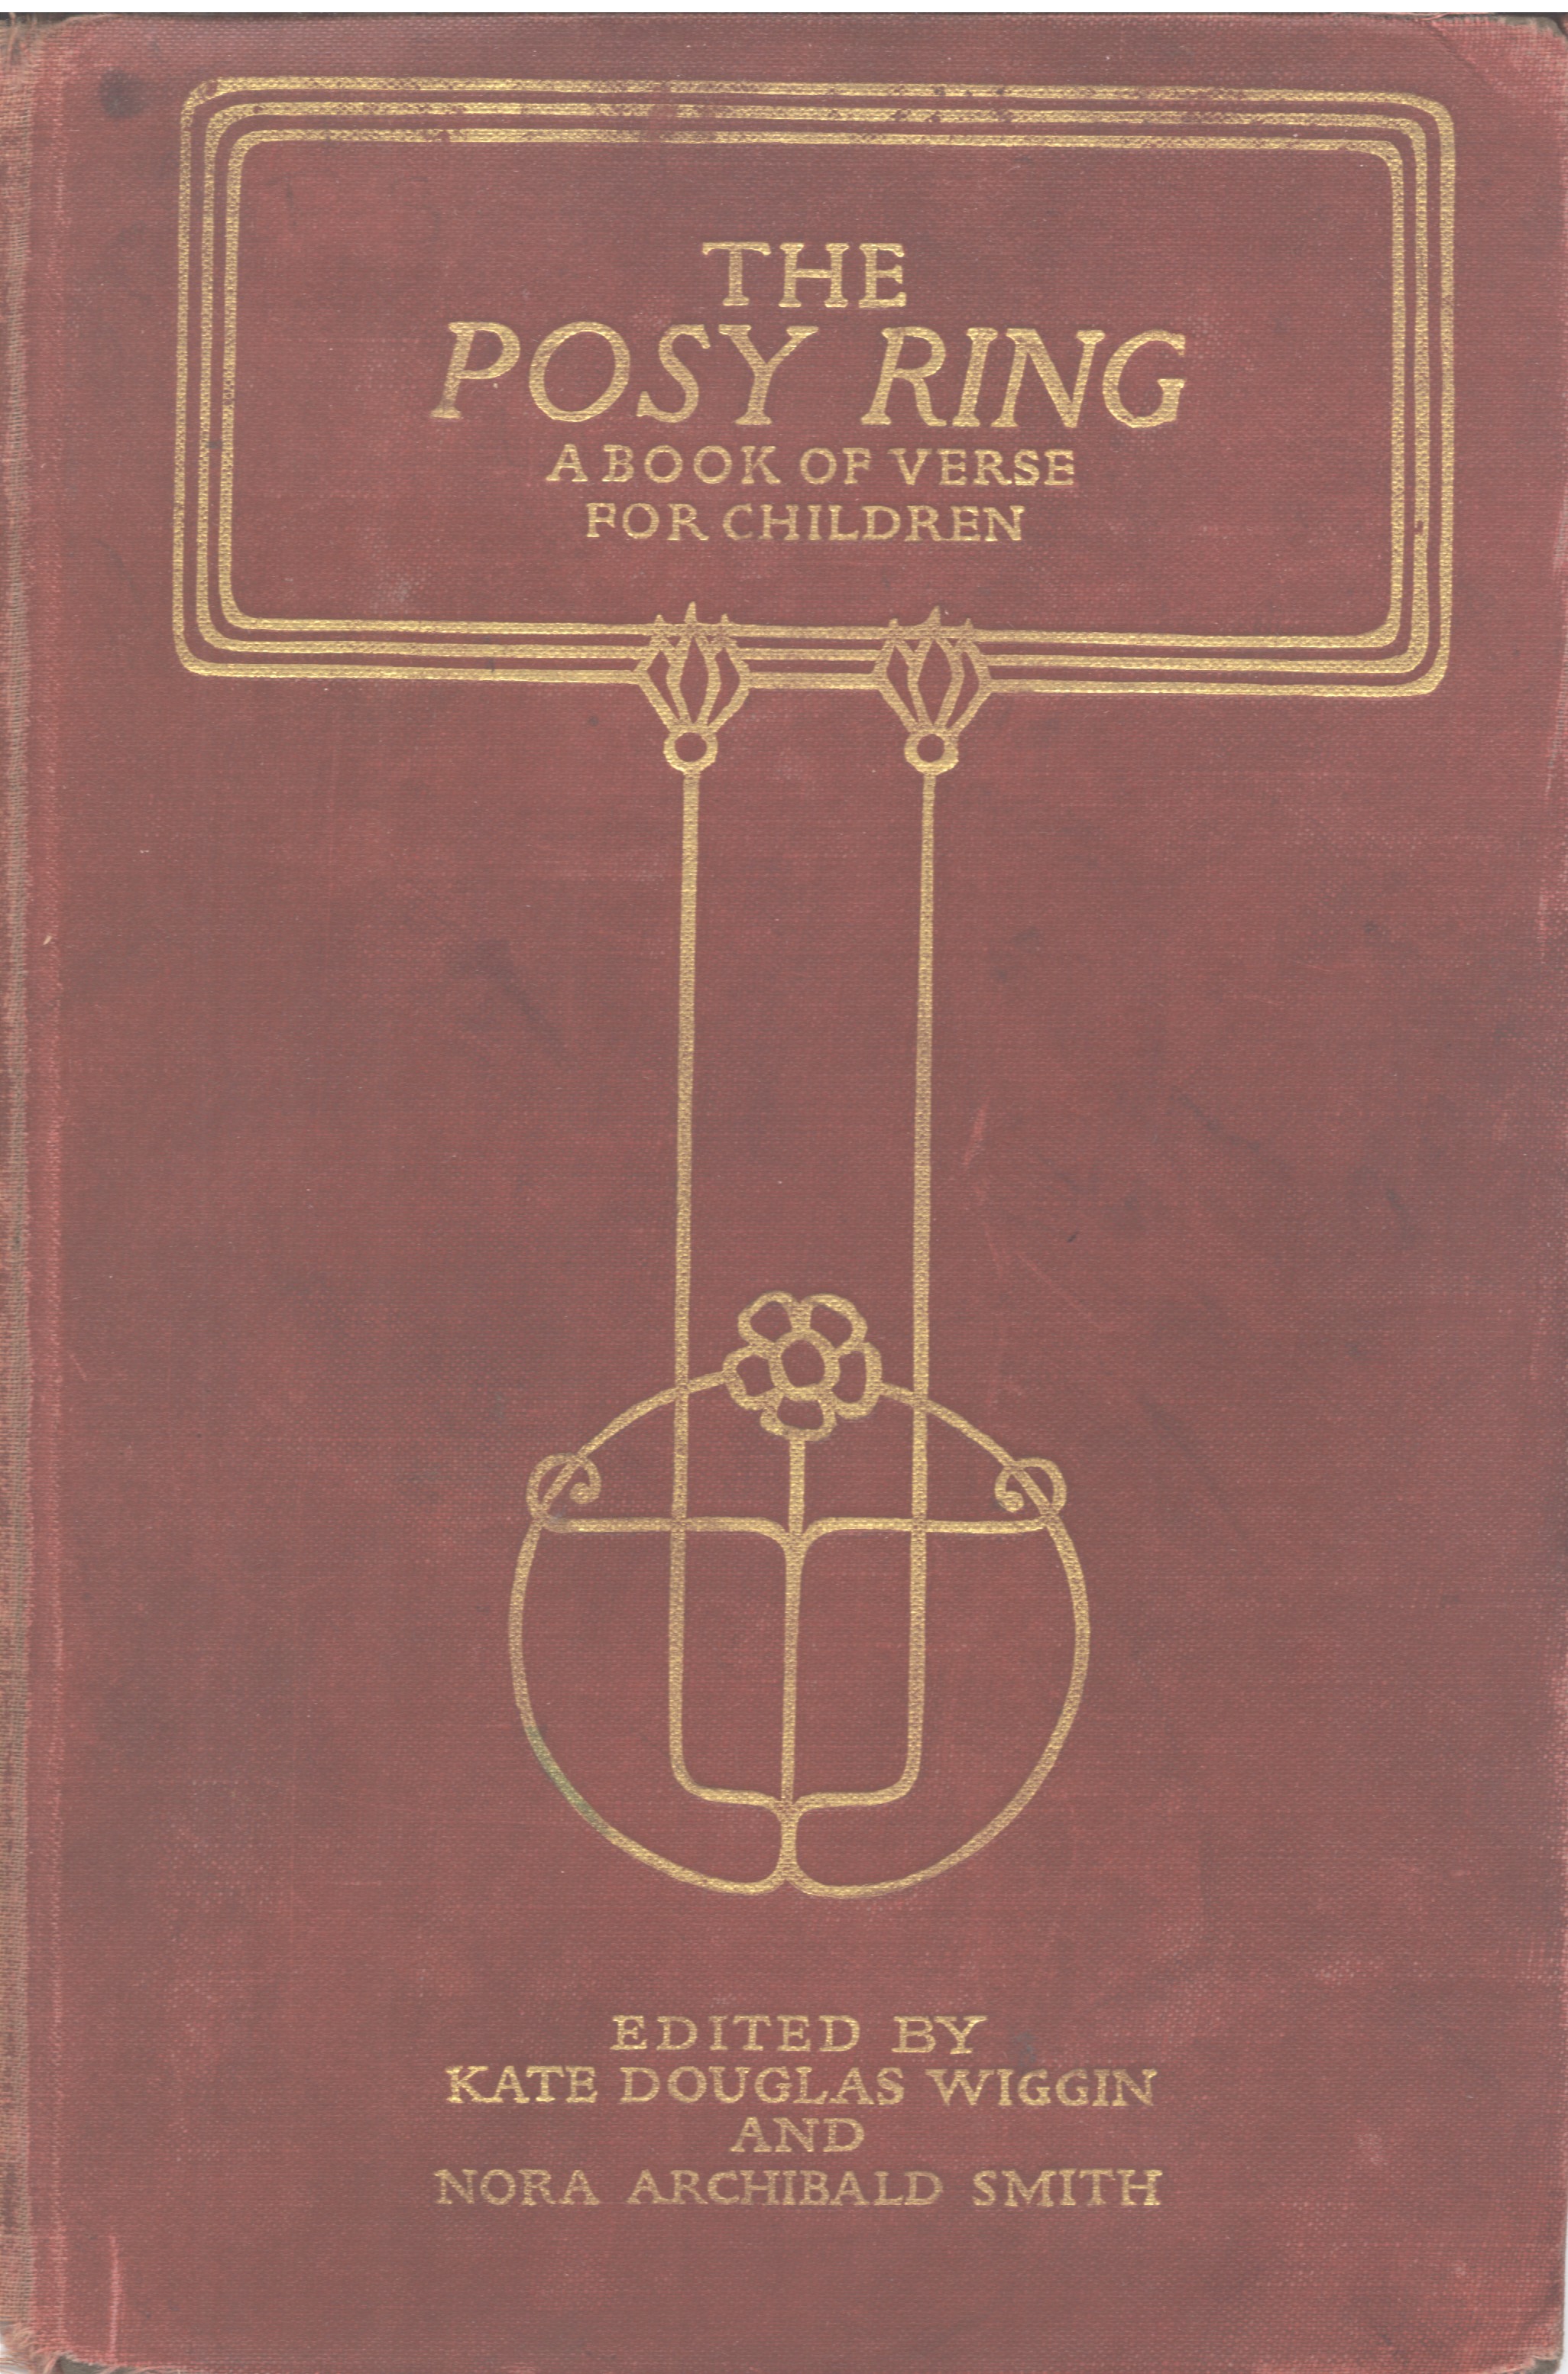 THE
POSY RING
A BOOK OF VERSE
FOR CHILDREN
EDITED BY
KATE DOUGLAS WIGGIN
AND
NORA ARCHIBALD SMITH